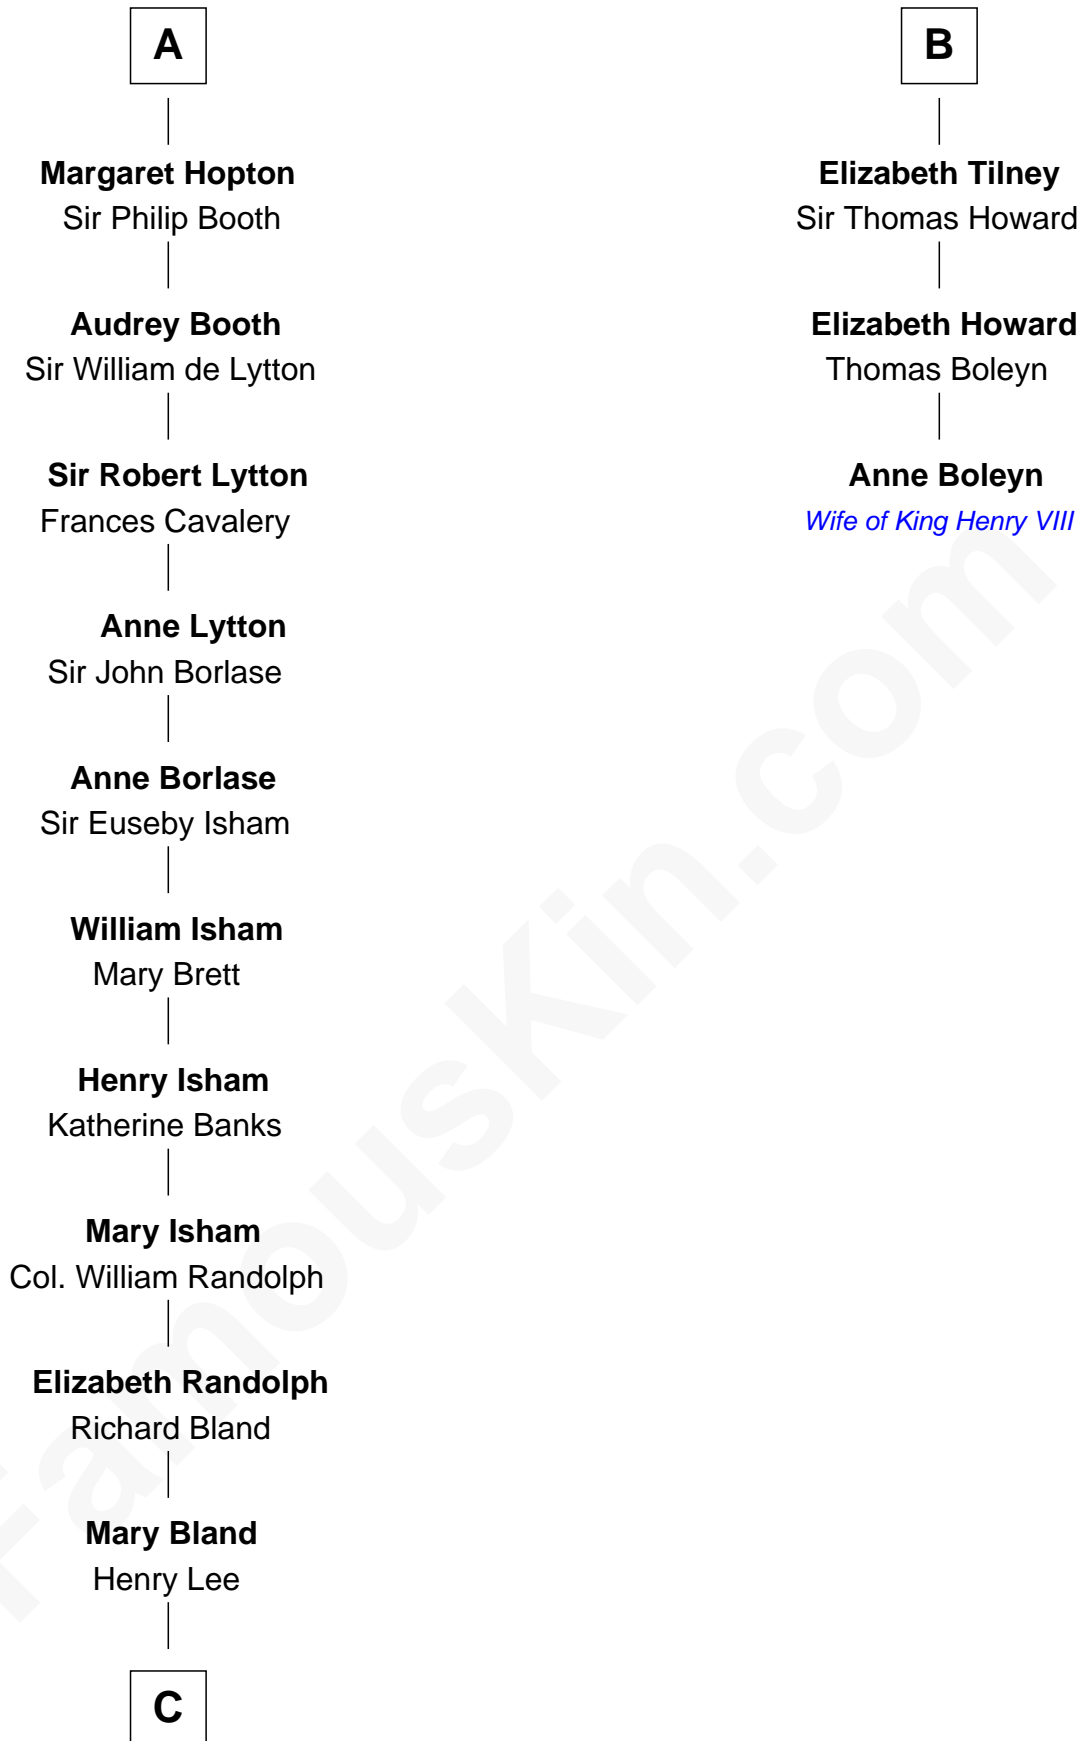 A
Margaret Hopton
Sir Philip Booth
Audrey Booth
Sir William de Lytton
Sir Robert Lytton
Frances Cavalery
Anne Lytton
Sir John Borlase
Anne Borlase
Sir Euseby Isham
William Isham
Mary Brett
Henry Isham
Katherine Banks
Mary Isham
Col. William Randolph
Elizabeth Randolph
Richard Bland
Mary Bland
Henry Lee
C
B
Elizabeth Tilney
Sir Thomas Howard
Elizabeth Howard
Thomas Boleyn
Anne Boleyn
Wife of King Henry VIII
FamousKin.com